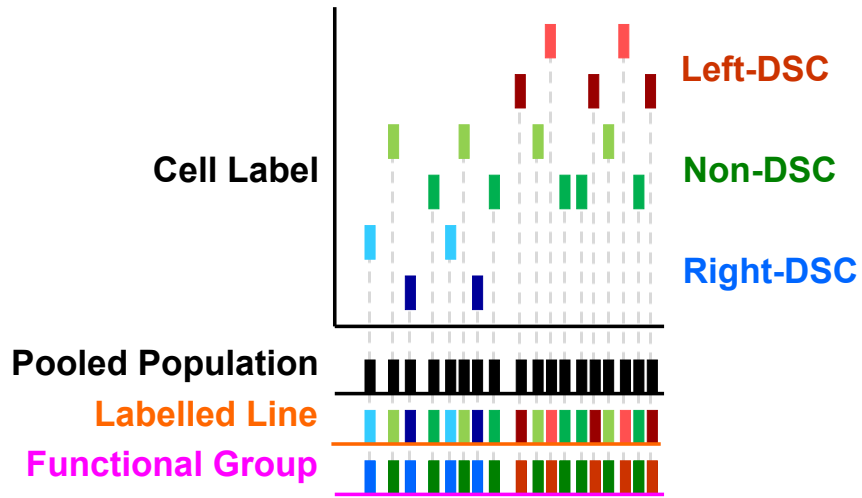 Left-DSC
Cell Label
Non-DSC
Right-DSC
Pooled Population
Labelled Line
Functional Group